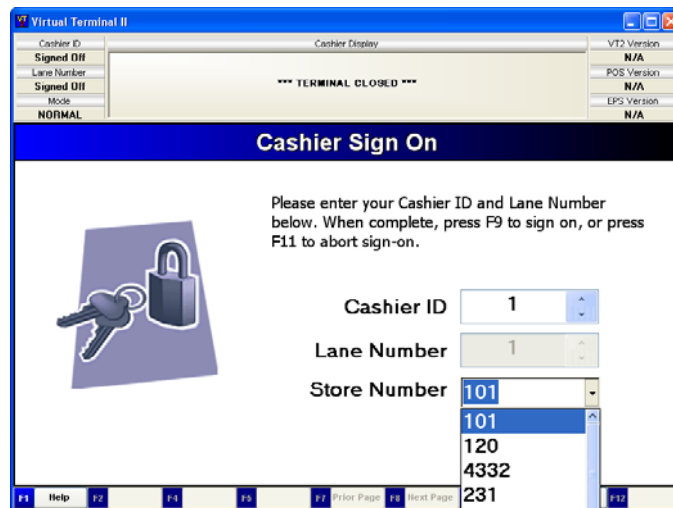 Virtual Terminal II
Cashier ID
Cashier Display
VT2 Version
Signed Off
*** TERMINAL CLOSED ***
N/A
Lane Number
POS Version
Signed Off
N/A
Mode
EPS Version
NORMAL
N/A
Cashier Sign On
Please enter your Cashier ID and Lane Number
below. When complete, press F9 to sign on, or press
F11 to abort sign-on.
Cashier ID 1
Lane Number 1
Store Number 101
101
120
4332
231
F1 Help F2 F4 F5 F7 Prior Page F8 Next Page F12